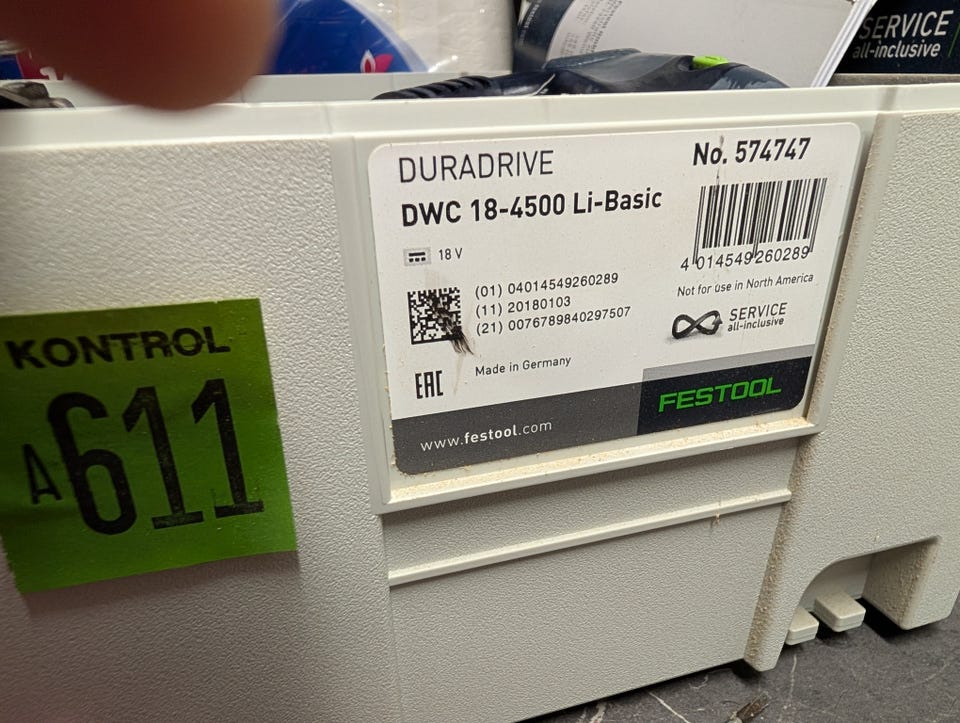 SERVICE
all-inclusive
DURADRIVE
No. 574747
DWC 18-4500 Li-Basic
18 V
4 014549 260289
(01) 04014549260289
(11) 20180103
(21) 0076789840297507
Not for use in North America
SERVICE
all-inclusive
EAC
Made in Germany
FESTOOL
www.festool.com
KONTROL
A611